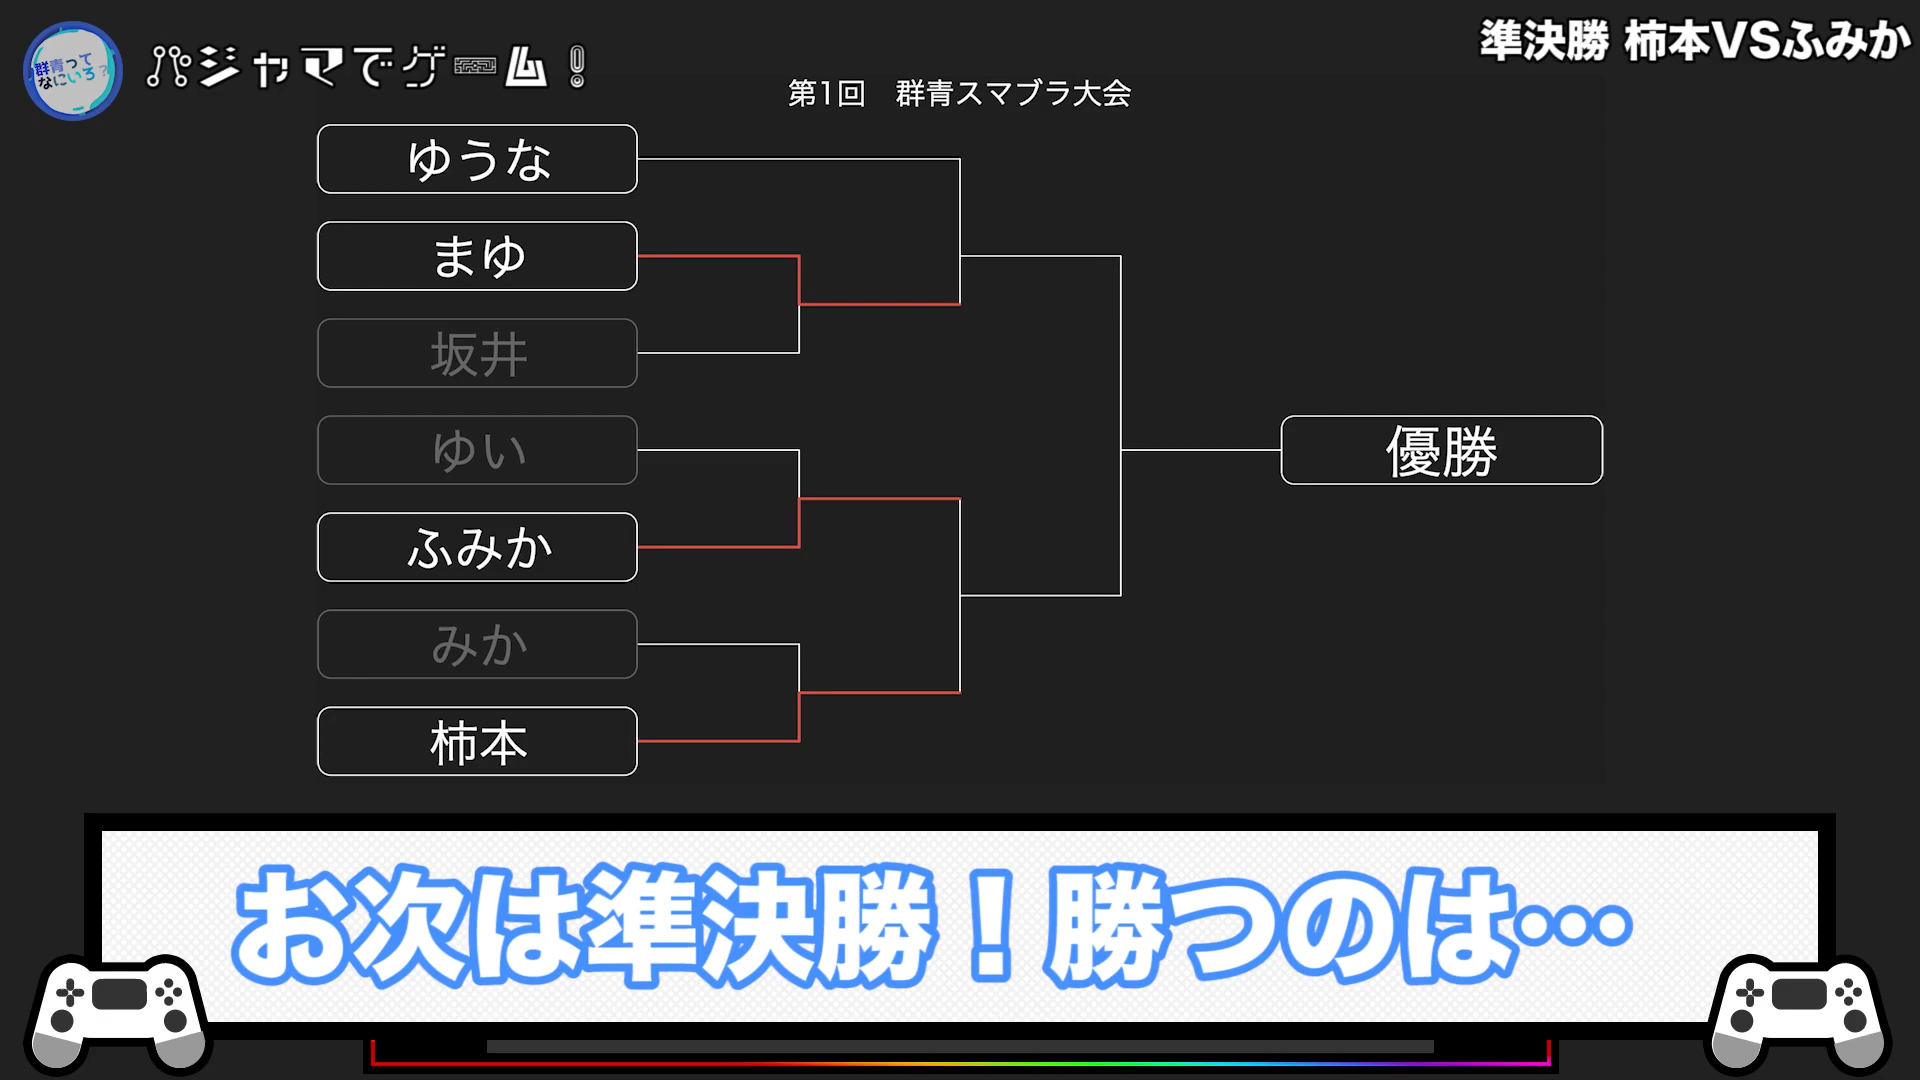 群青って
なにいろ？
パジャマでゲーム！
準決勝 柿本VSふみか
第1回　群青スマブラ大会
ゆうな
まゆ
坂井
ゆい
ふみか
みか
柿本
優勝
お次は準決勝！勝つのは…